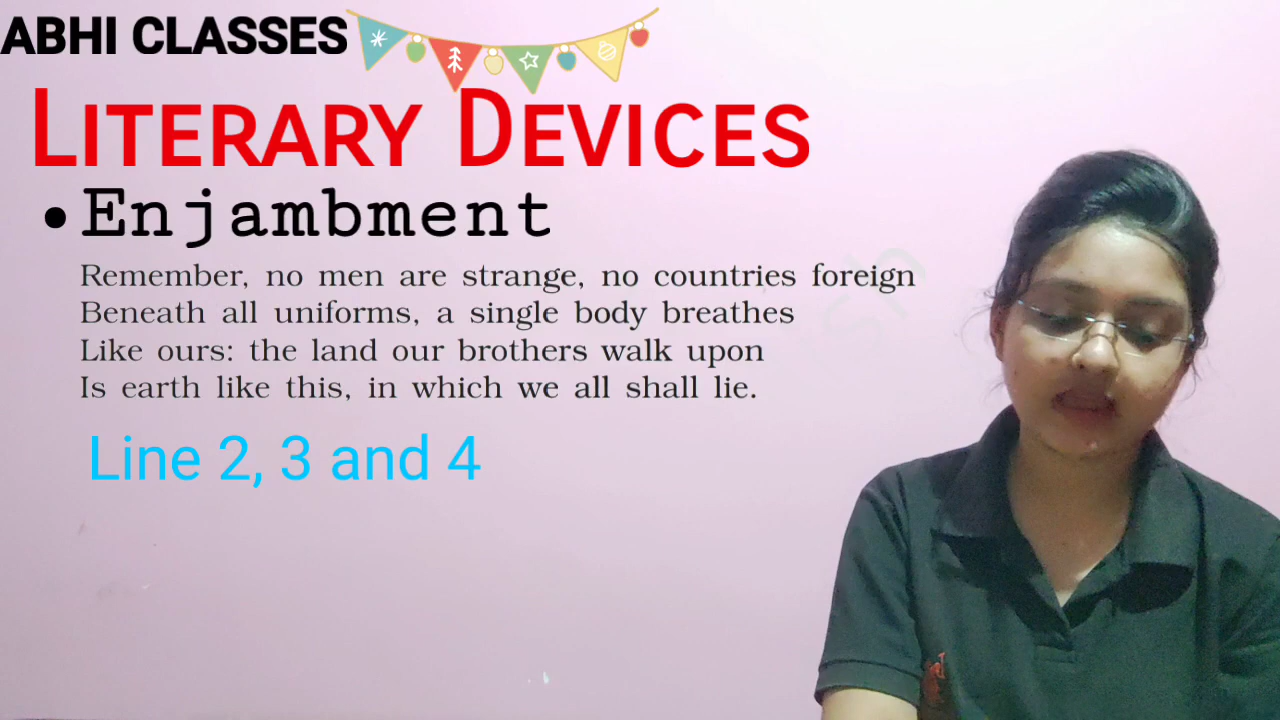 ABHI CLASSES
LITERARY DEVICES
• Enjambment
Remember, no men are strange, no countries foreign
Beneath all uniforms, a single body breathes
Like ours: the land our brothers walk upon
Is earth like this, in which we all shall lie.
Line 2, 3 and 4